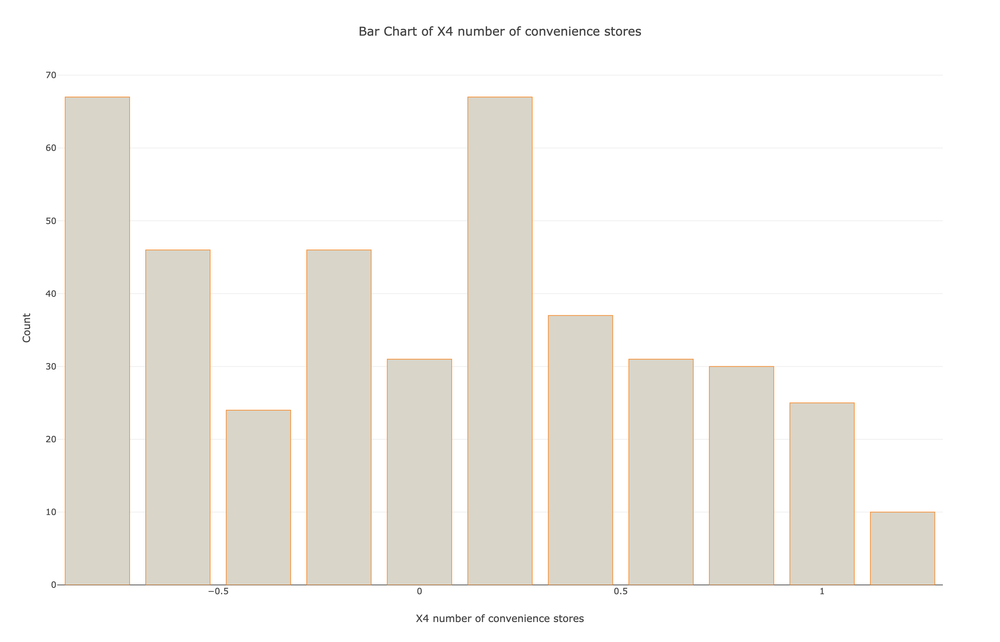 Bar Chart of X4 number of convenience stores
70
60
50
40
30
20
10
0
Count
−0.5 0 0.5 1
X4 number of convenience stores